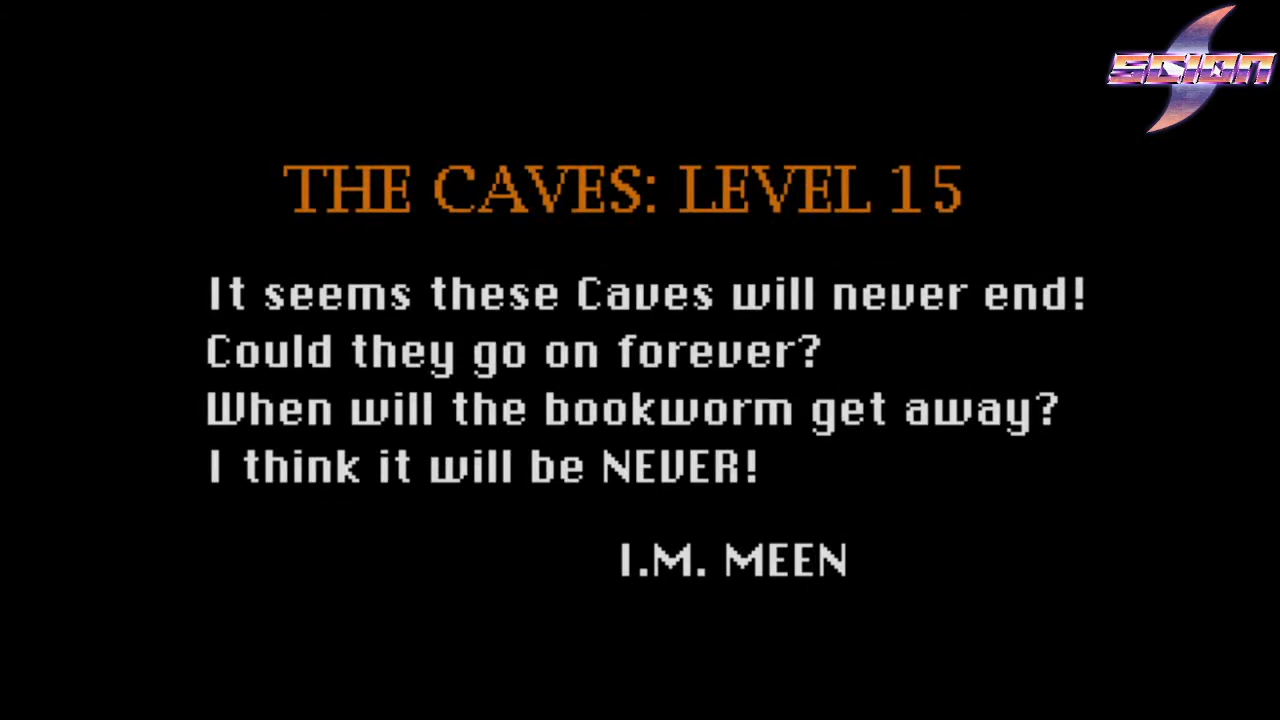 SCION
THE CAVES: LEVEL 15
It seems these Caves will never end!
Could they go on forever?
When will the bookworm get away?
I think it will be NEVER!
I.M. MEEN